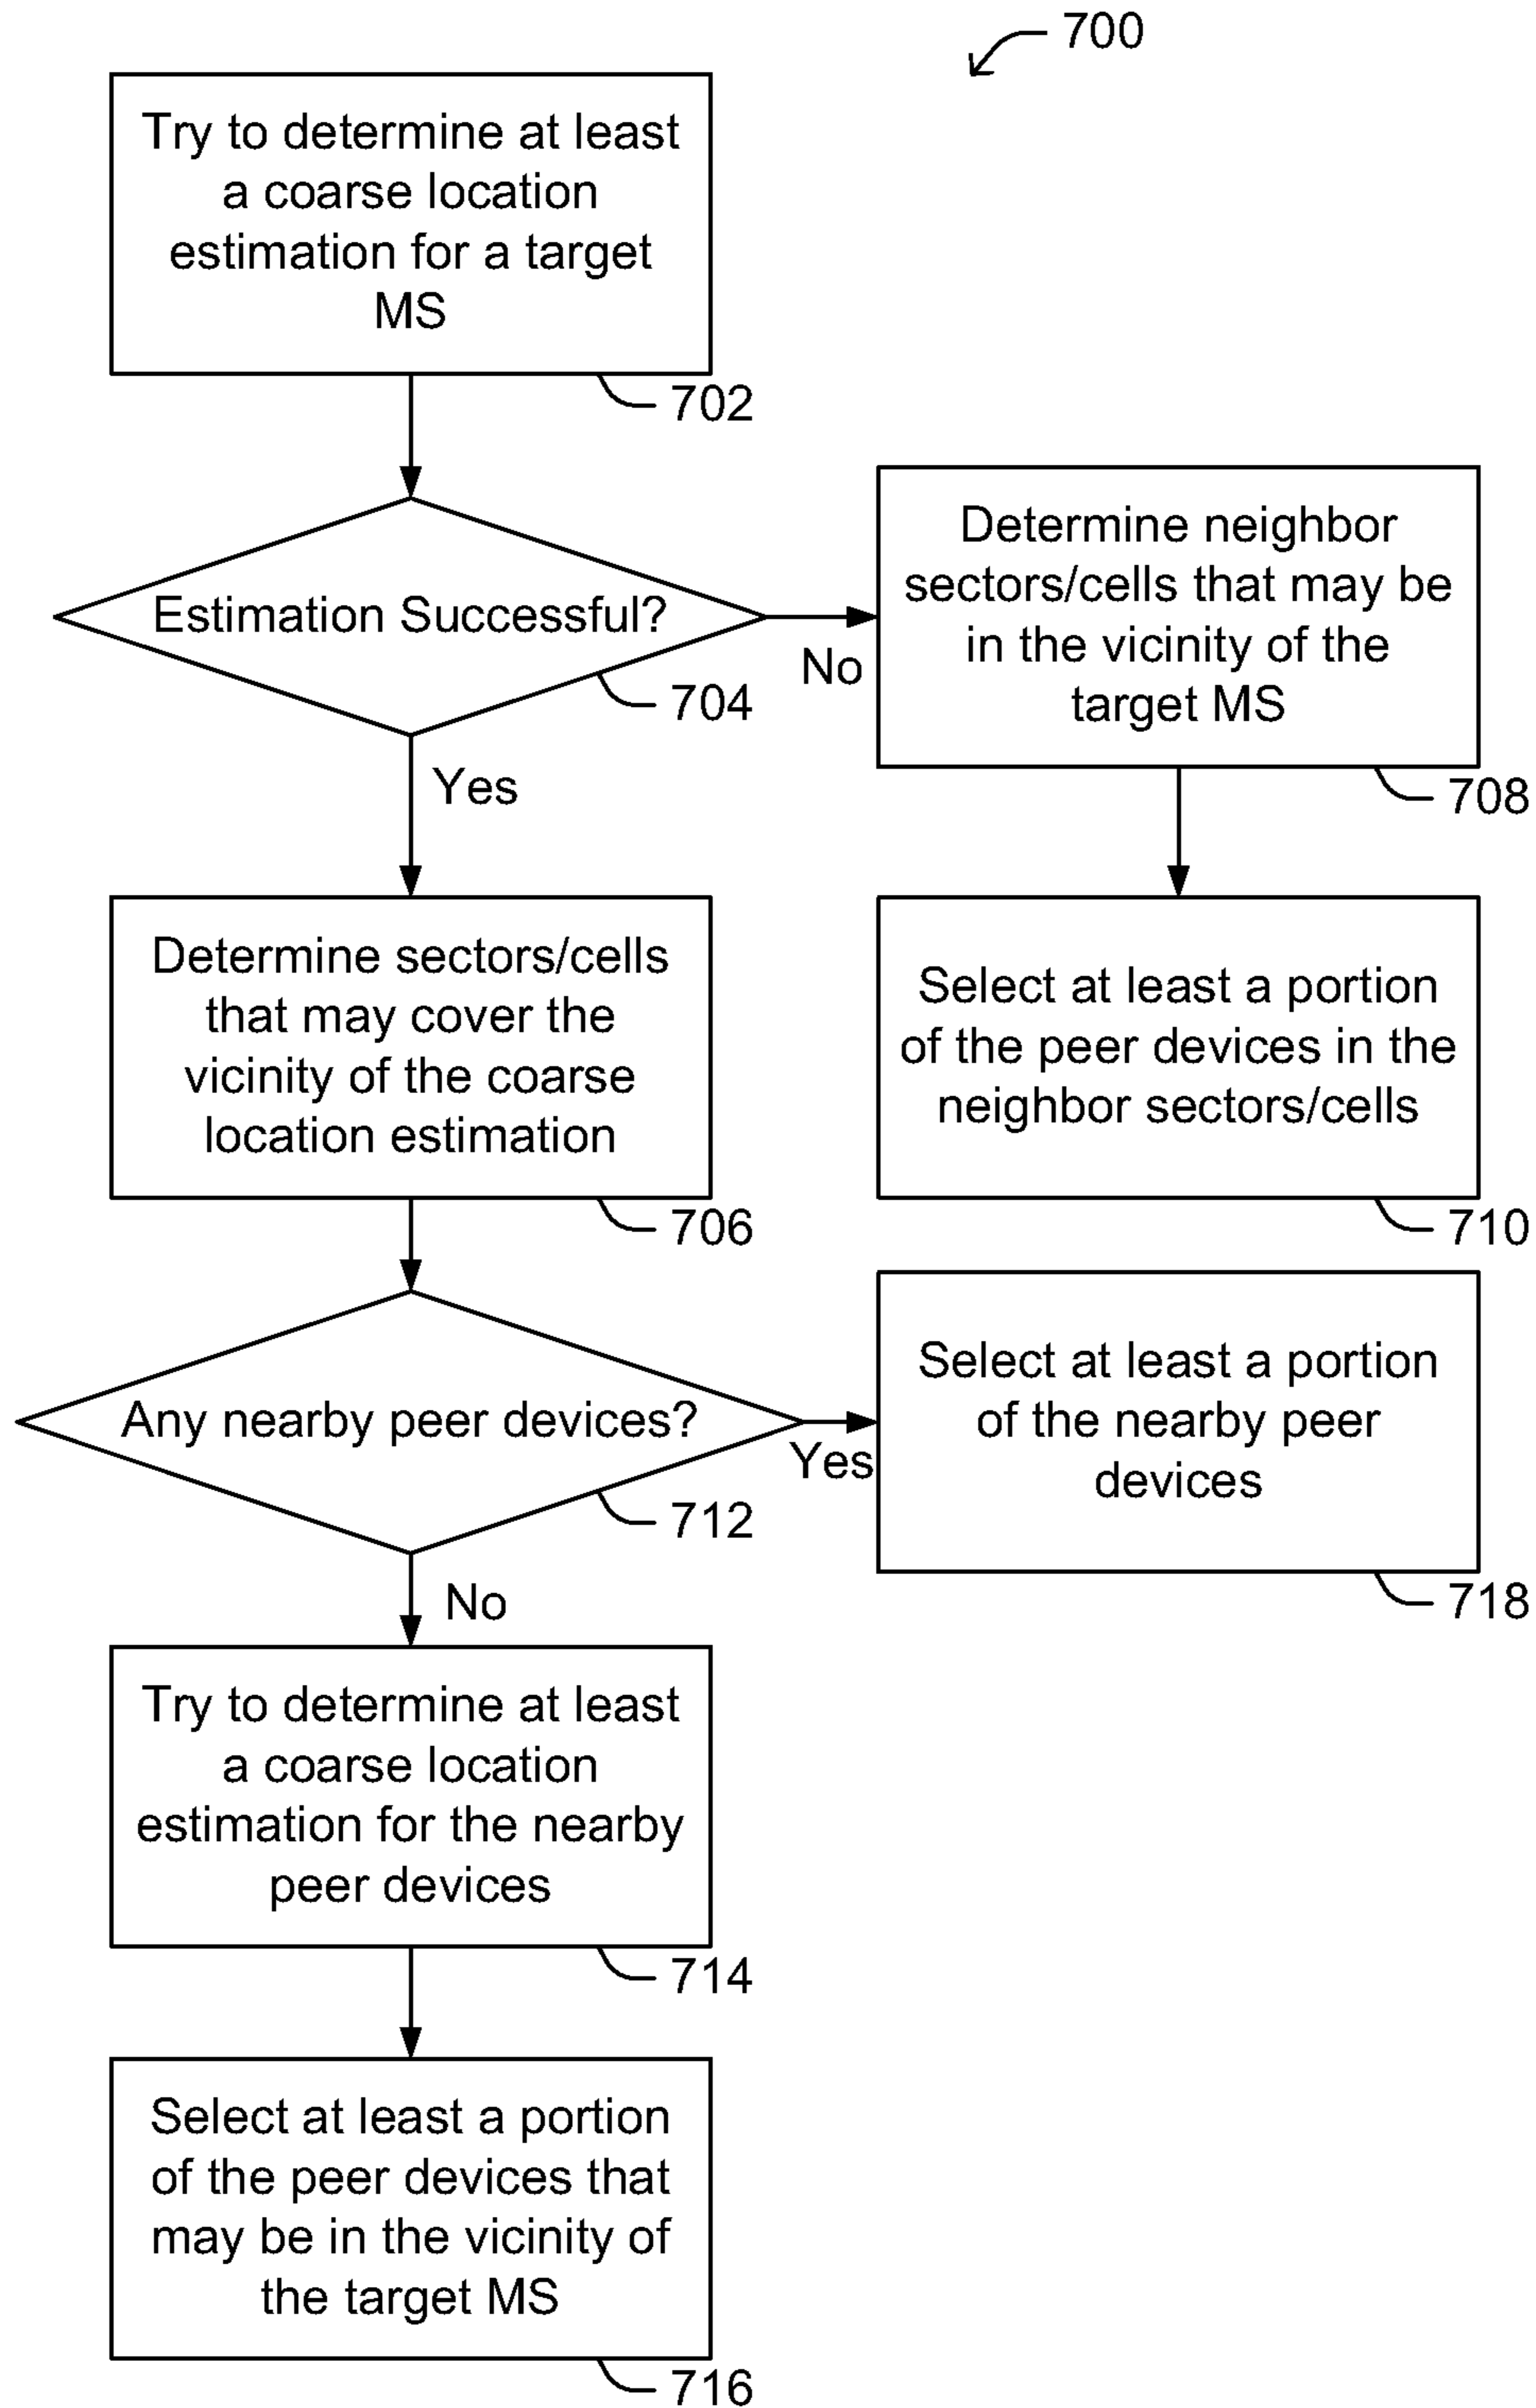 700
Try to determine at least
a coarse location
estimation for a target
MS
702
Estimation Successful?
No
704
Yes
Determine neighbor
sectors/cells that may be
in the vicinity of the
target MS
708
Determine sectors/cells
that may cover the
vicinity of the coarse
location estimation
706
Select at least a portion
of the peer devices in the
neighbor sectors/cells
710
Any nearby peer devices?
Yes
712
No
Select at least a portion
of the nearby peer
devices
718
Try to determine at least
a coarse location
estimation for the nearby
peer devices
714
Select at least a portion
of the peer devices that
may be in the vicinity of
the target MS
716